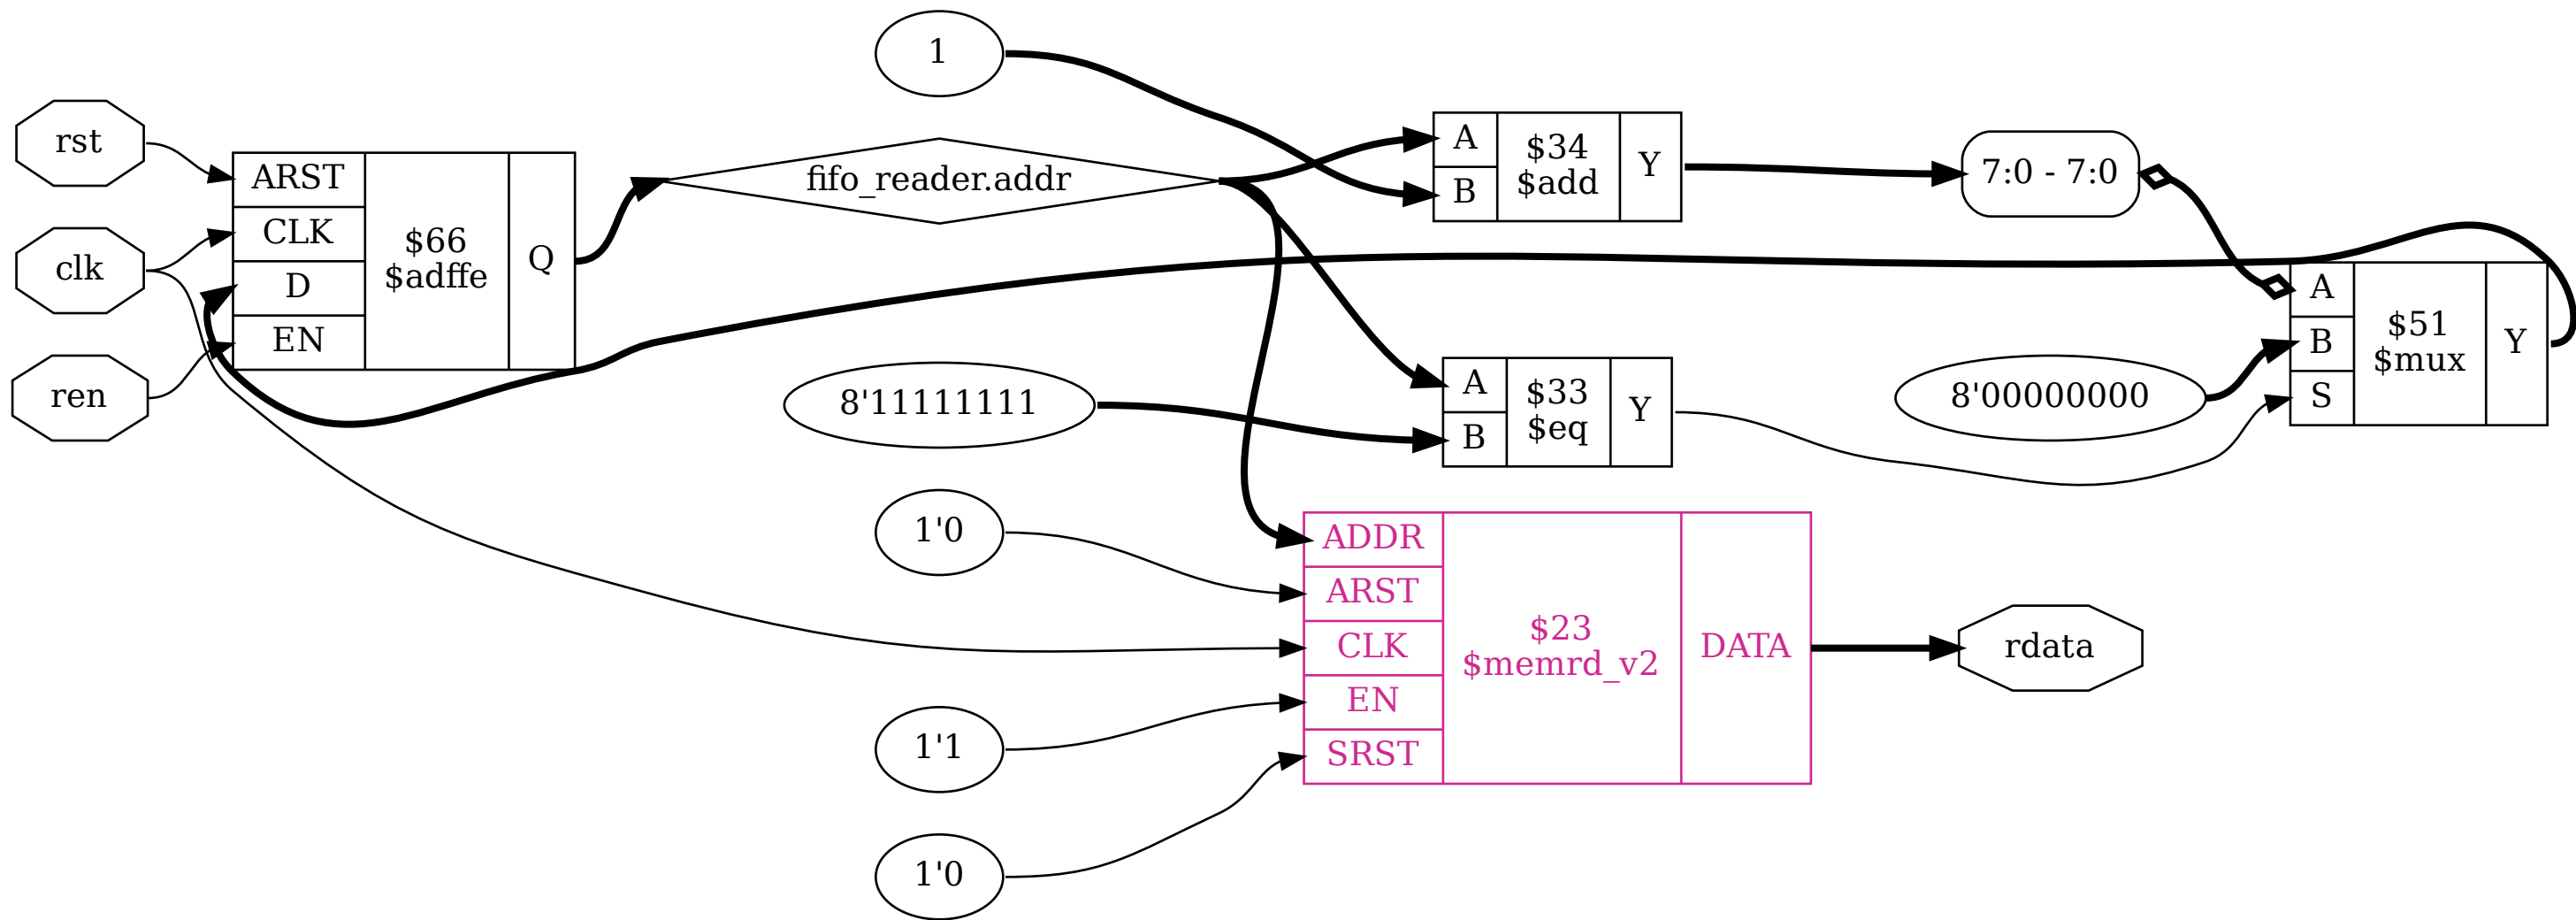 1
rst
clk
ren
ARST
CLK
D
EN
$66
$adffe
Q
fifo_reader.addr
A
B
$34
$add
Y
7:0 - 7:0
8'11111111
A
B
$33
$eq
Y
8'00000000
A
B
S
$51
$mux
Y
1'0
1'1
1'0
ADDR
ARST
CLK
EN
SRST
$23
$memrd_v2
DATA
rdata